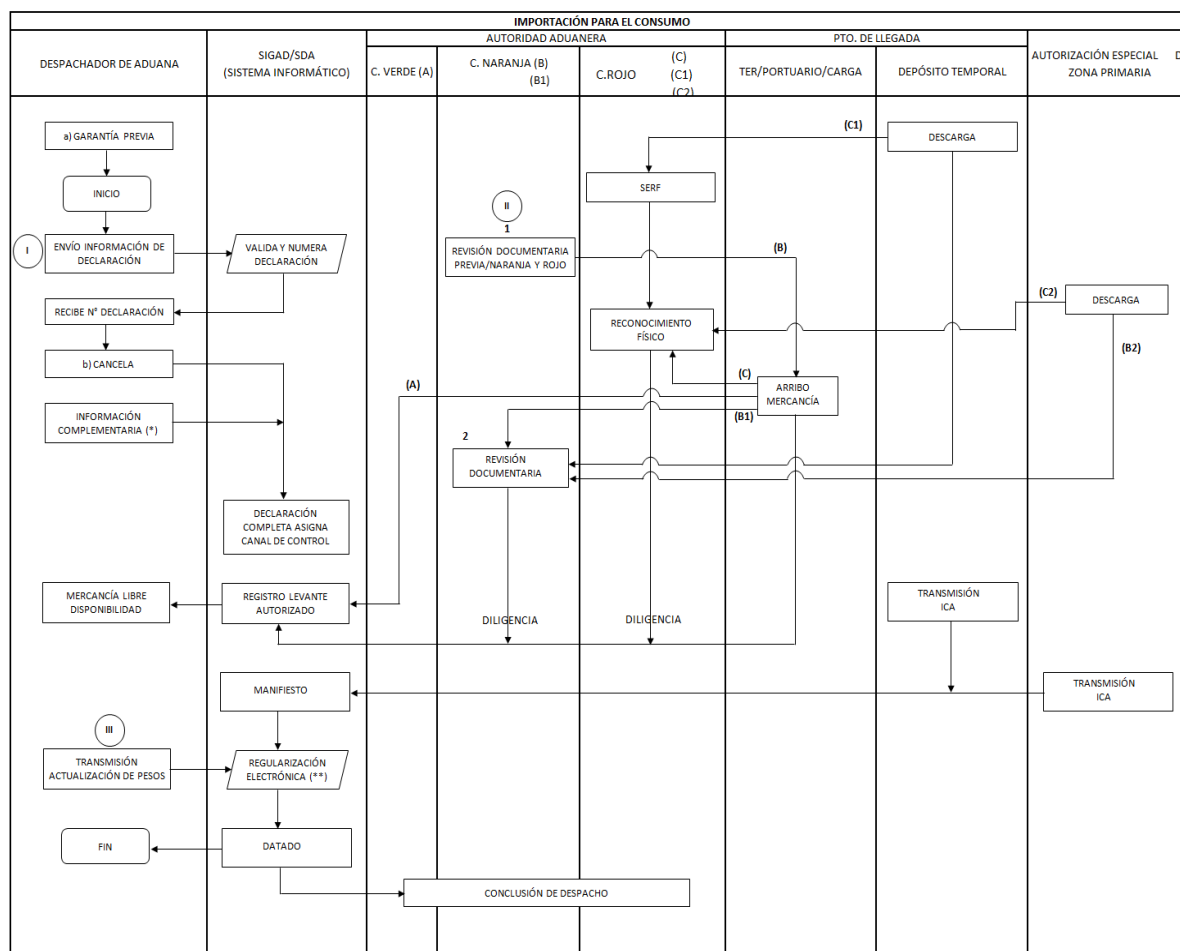 IMPORTACIÓN PARA EL CONSUMO
DESPACHADOR DE ADUANA
SIGAD/SDA
(SISTEMA INFORMÁTICO)
AUTORIDAD ADUANERA
PTO. DE LLEGADA
AUTORIZACIÓN ESPECIAL D
ZONA PRIMARIA
C. VERDE (A)
C. NARANJA (B)
(B1)
C.ROJO
(C)
(C1)
(C2)
TER/PORTUARIO/CARGA
DEPÓSITO TEMPORAL
a) GARANTÍA PREVIA
(C1)
DESCARGA
INICIO
SERF
II
1
I
ENVÍO INFORMACIÓN DE
DECLARACIÓN
VALIDA Y NUMERA
DECLARACIÓN
REVISIÓN DOCUMENTARIA
PREVIA/NARANJA Y ROJO
(B)
RECIBE N° DECLARACIÓN
(C2)
DESCARGA
RECONOCIMIENTO
FÍSICO
(B2)
b) CANCELA
(A)
(C)
ARRIBO
MERCANCÍA
(B1)
INFORMACIÓN
COMPLEMENTARIA (*)
2
REVISIÓN
DOCUMENTARIA
DECLARACIÓN
COMPLETA ASIGNA
CANAL DE CONTROL
MERCANCÍA LIBRE
DISPONIBILIDAD
REGISTRO LEVANTE
AUTORIZADO
TRANSMISIÓN
ICA
DILIGENCIA
DILIGENCIA
MANIFIESTO
TRANSMISIÓN
ICA
III
TRANSMISIÓN
ACTUALIZACIÓN DE PESOS
REGULARIZACIÓN
ELECTRÓNICA (**)
FIN
DATADO
CONCLUSIÓN DE DESPACHO